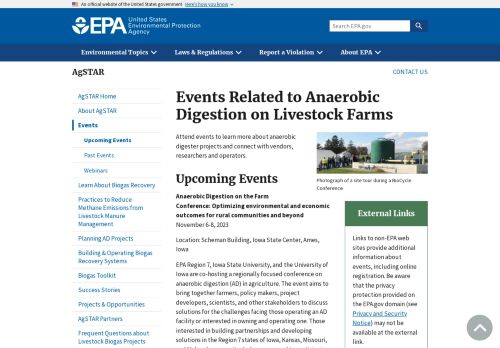 An official website of the United States government Here's how you know
EPA United States
Environmental Protection
Agency
Search EPA.gov
Environmental Topics
Laws & Regulations
Report a Violation
About EPA
AgSTAR
CONTACT US
AgSTAR Home
About AgSTAR
Events
Upcoming Events
Past Events
Webinars
Learn About Biogas Recovery
Practices to Reduce
Methane Emissions from
Livestock Manure
Management
Planning AD Projects
Building & Operating Biogas
Recovery Systems
Biogas Toolkit
Success Stories
Projects & Opportunities
AgSTAR Partners
Frequent Questions about
Livestock Biogas Projects
Events Related to Anaerobic
Digestion on Livestock Farms
Attend events to learn more about anaerobic
digester projects and connect with vendors,
researchers and operators.
Photograph of a site tour during a BioCycle
Conference
Upcoming Events
Anaerobic Digestion on the Farm
Conference: Optimizing environmental and economic
outcomes for rural communities and beyond
November 6-8, 2023
Location: Scheman Building, Iowa State Center, Ames,
Iowa
EPA Region 7, Iowa State University, and the University of
Iowa are co-hosting a regionally focused conference on
anaerobic digestion (AD) in agriculture. The event aims to
bring together farmers, policy makers, project
developers, scientists, and other stakeholders to discuss
solutions for the challenges facing those operating an AD
facility or interested in owning and operating one. Those
interested in building partnerships and developing
solutions in the Region 7 states of Iowa, Kansas, Missouri,
External Links
Links to non-EPA web
sites provide additional
information about
events, including online
registration. Be aware
that the privacy
protection provided on
the EPA.gov domain (see
Privacy and Security
Notice) may not be
available at the external
link.